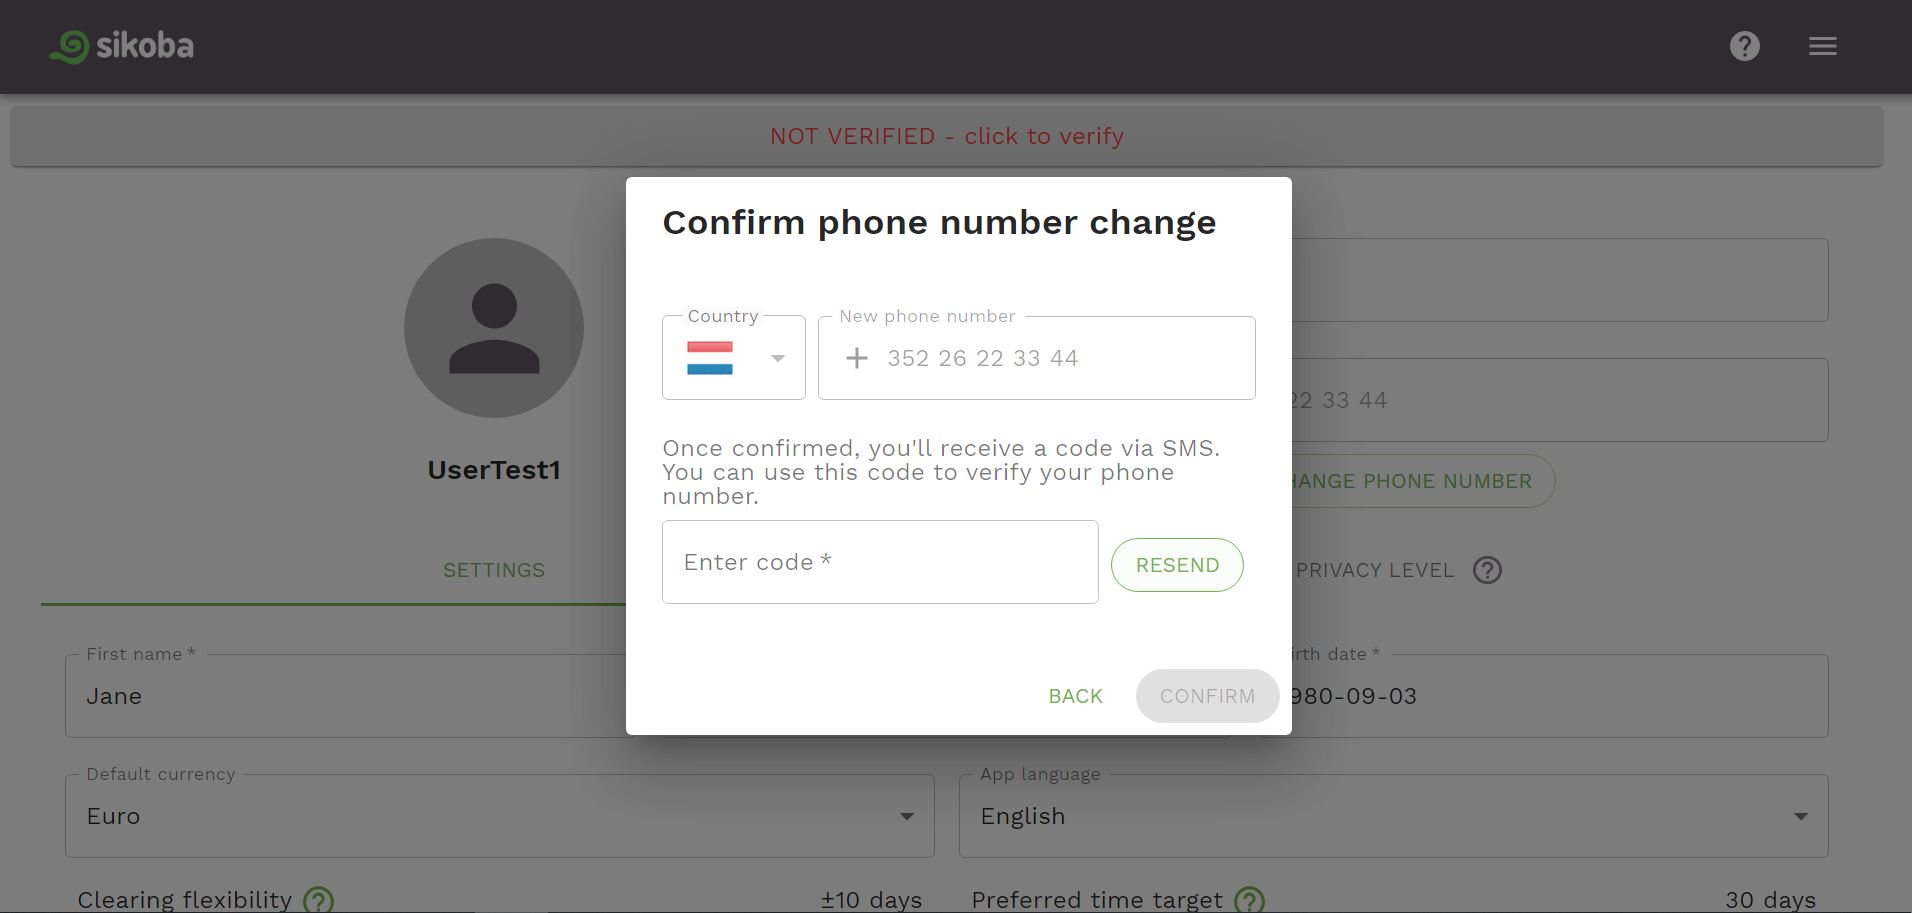 sikoba
?
NOT VERIFIED - click to verify
Confirm phone number change
Country
New phone number
+ 352 26 22 33 44
Once confirmed, you'll receive a code via SMS.
You can use this code to verify your phone
number.
Enter code *
RESEND
BACK
CONFIRM
22 33 44
UserTest1
HANGE PHONE NUMBER
SETTINGS
PRIVACY LEVEL ?
First name *
Jane
irth date *
980-09-03
Default currency
Euro
App language
English
Clearing flexibility ?
±10 days
Preferred time target ?
30 days